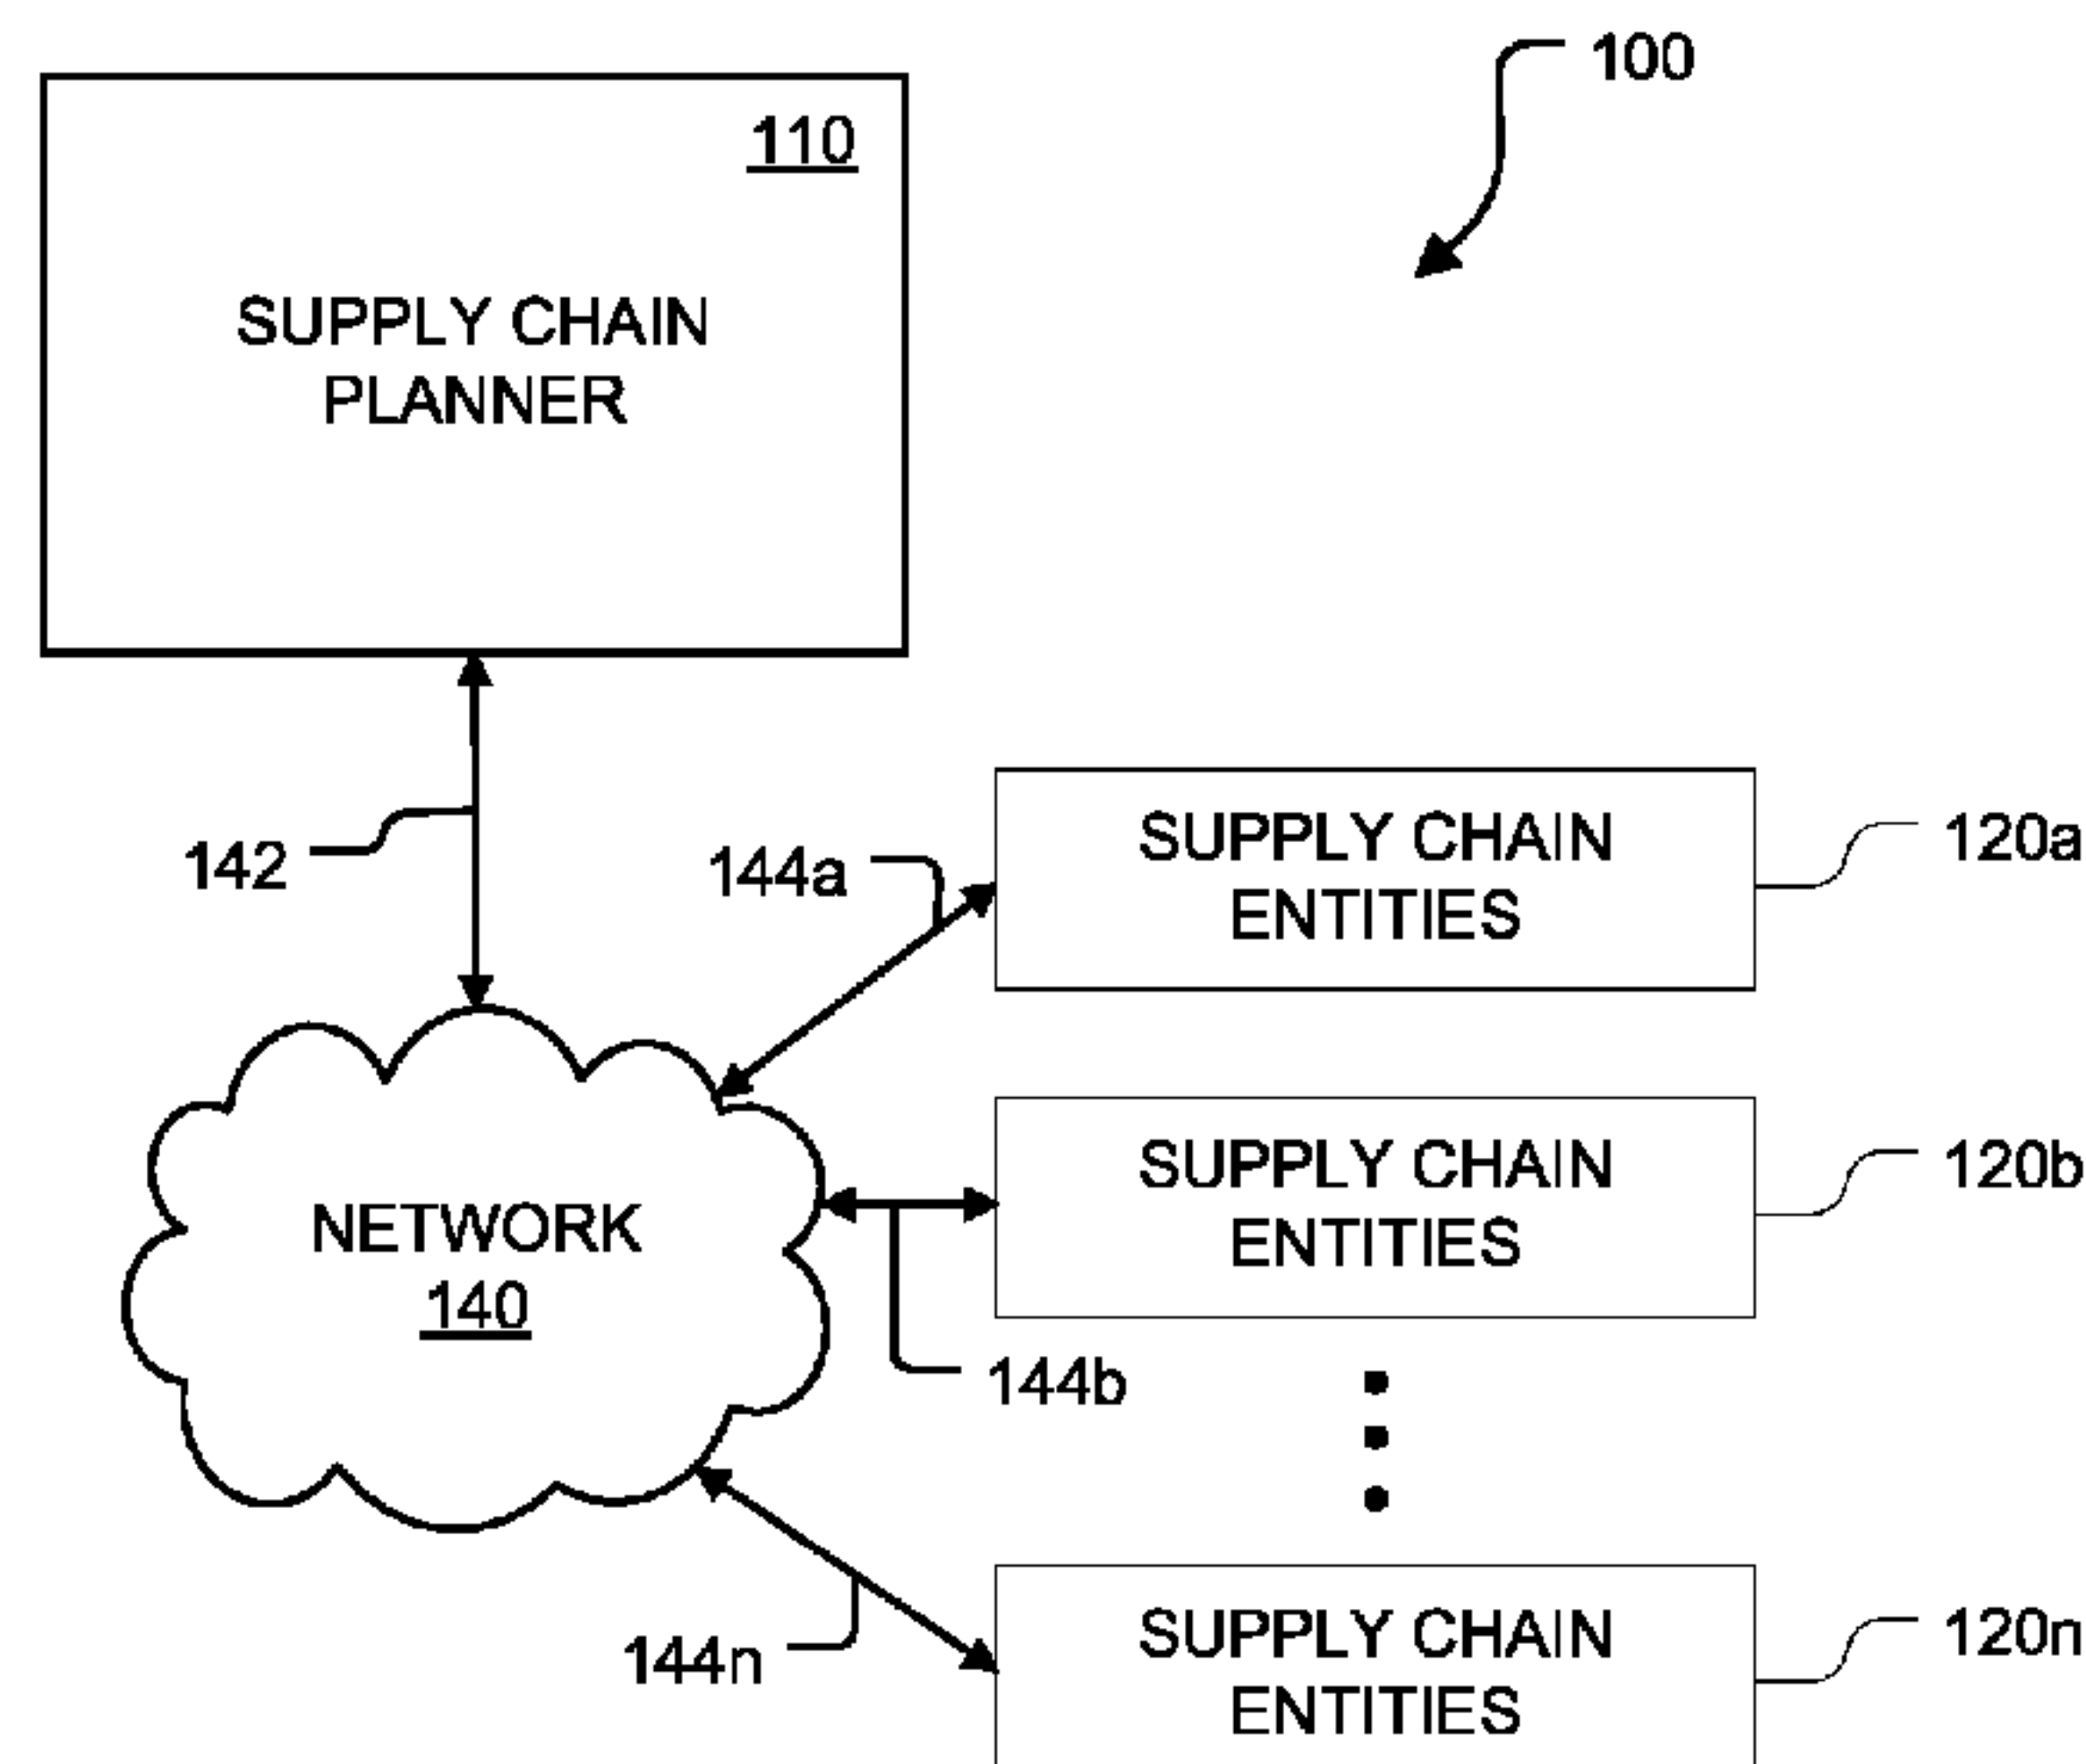 100
110
SUPPLY CHAIN
PLANNER
142
144a
SUPPLY CHAIN
ENTITIES
120a
SUPPLY CHAIN
ENTITIES
120b
NETWORK
140
144b
144n
SUPPLY CHAIN
ENTITIES
120n